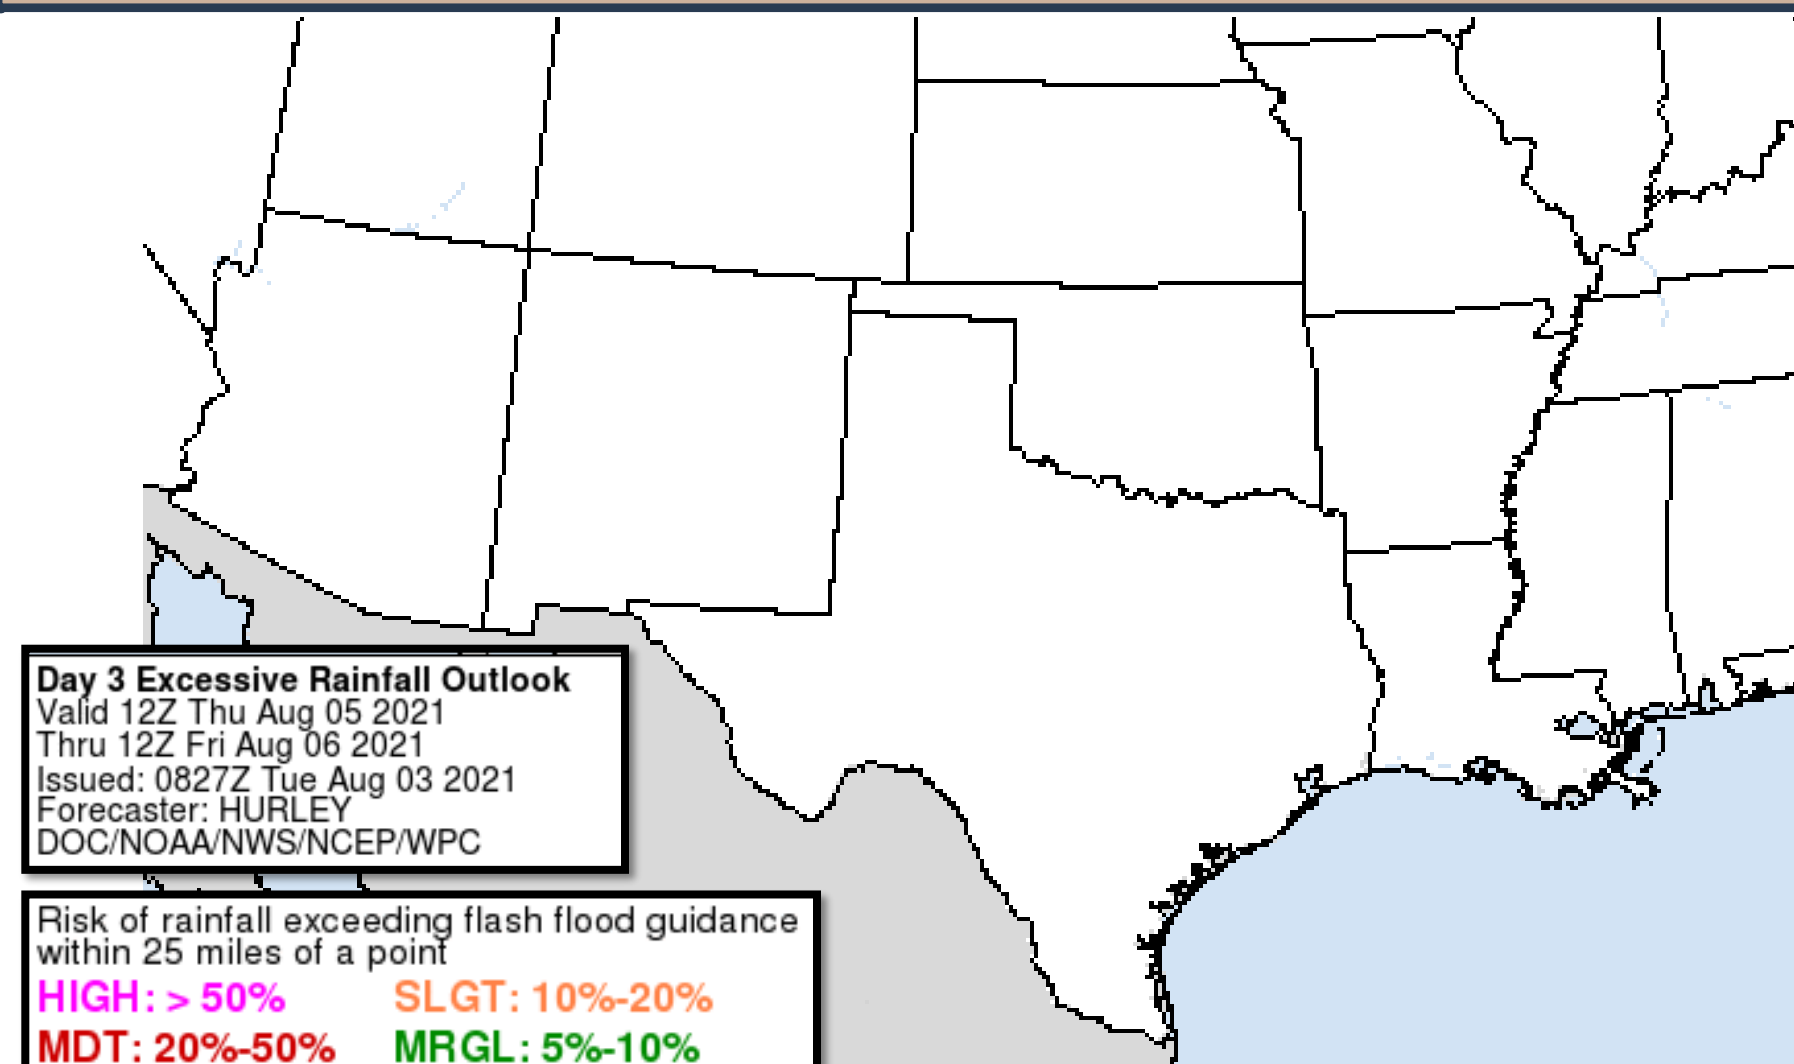 Day 3 Excessive Rainfall Outlook
Valid 12Z Thu Aug 05 2021
Thru 12Z Fri Aug 06 2021
Issued: 0827Z Tue Aug 03 2021
Forecaster: HURLEY
DOC/NOAA/NWS/NCEP/WPC
Risk of rainfall exceeding flash flood guidance
within 25 miles of a point
HIGH: > 50% SLGT: 10%-20%
MDT: 20%-50% MRGL: 5%-10%